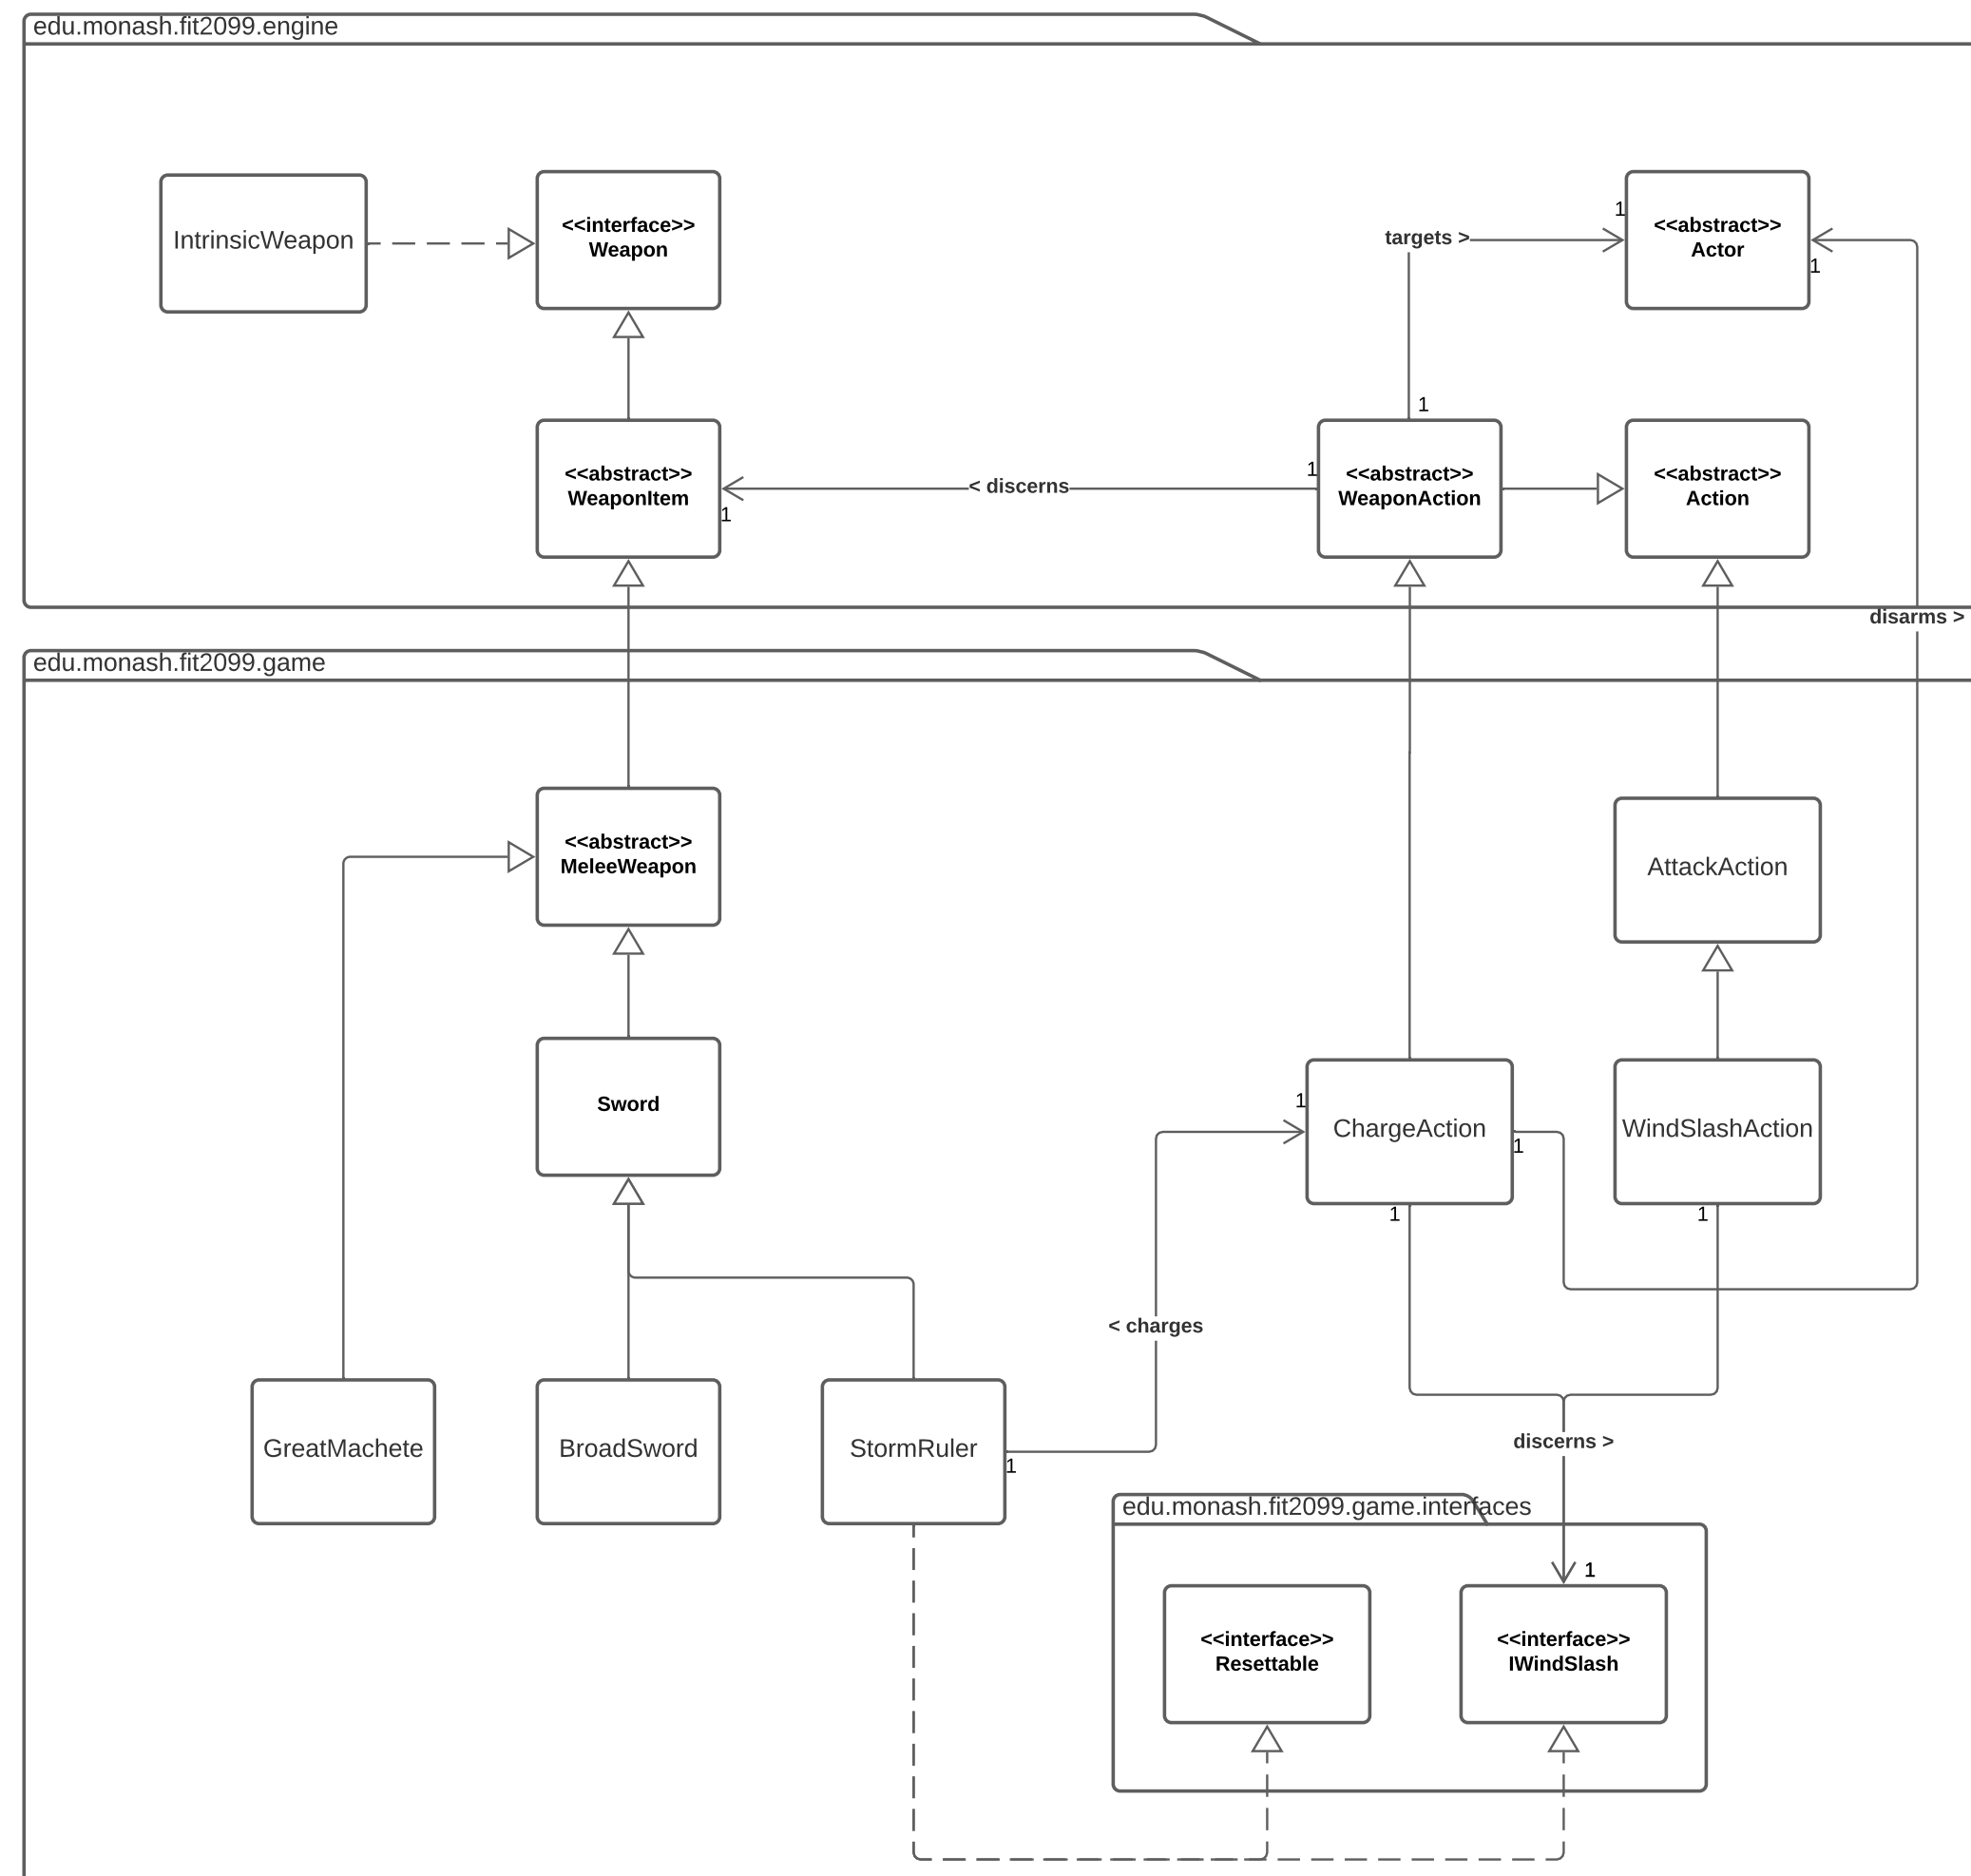 edu.monash.fit2099.engine
IntrinsicWeapon
<<interface>>
Weapon
targets >
1
<<abstract>>
Actor
1
1
<<abstract>>
WeaponItem
1
< discerns
1
<<abstract>>
WeaponAction
<<abstract>>
Action
disarms >
edu.monash.fit2099.game
<<abstract>>
MeleeWeapon
AttackAction
Sword
1
ChargeAction
1
WindSlashAction
1
1
< charges
GreatMachete
BroadSword
StormRuler
1
discerns >
edu.monash.fit2099.game.interfaces
1
<<interface>>
Resettable
<<interface>>
IWindSlash